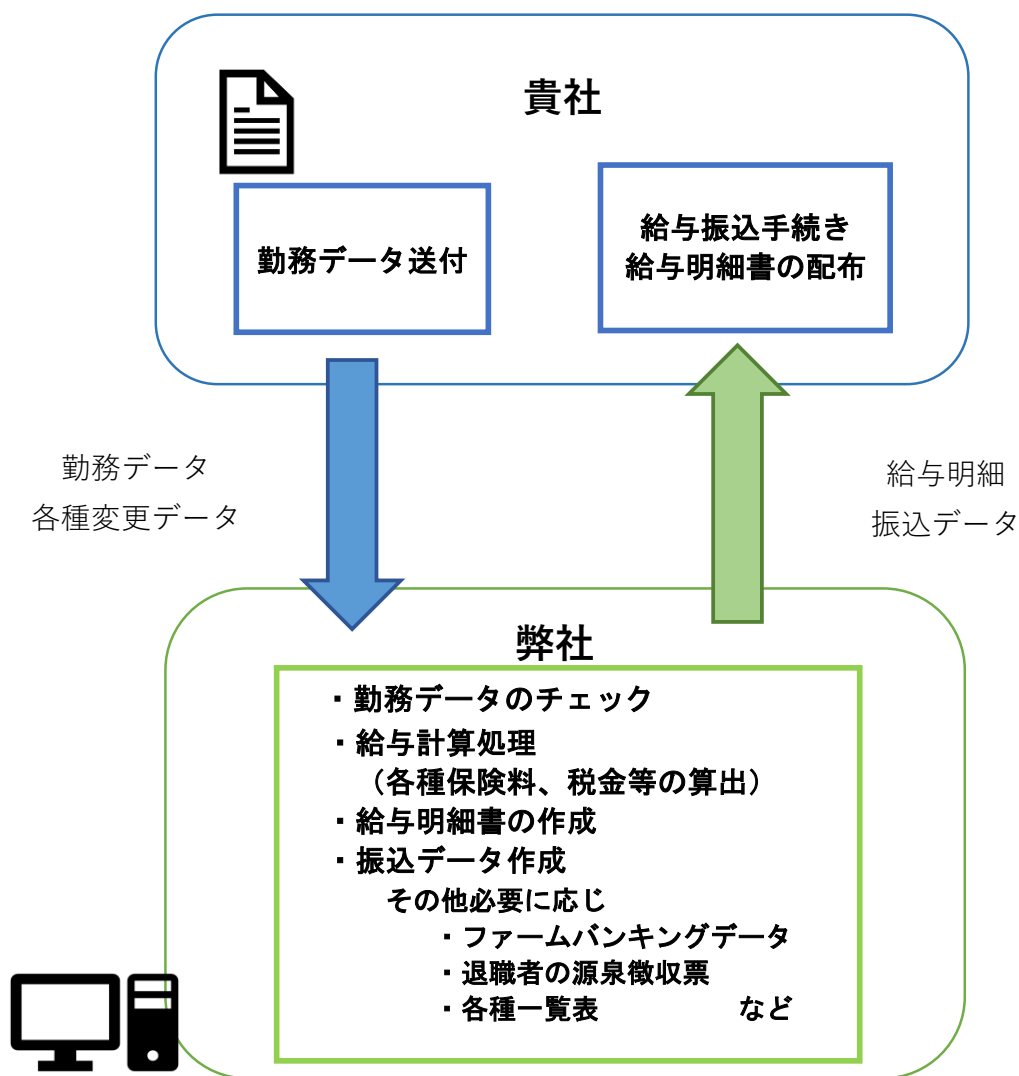 貴社
勤務データ送付
給与振込手続き
給与明細書の配布
勤務データ
各種変更データ
給与明細
振込データ
弊社
・勤務データのチェック
・給与計算処理
（各種保険料、税金等の算出）
・給与明細書の作成
・振込データ作成
その他必要に応じ
・ファームバンキングデータ
・退職者の源泉徴収票
・各種一覧表 など